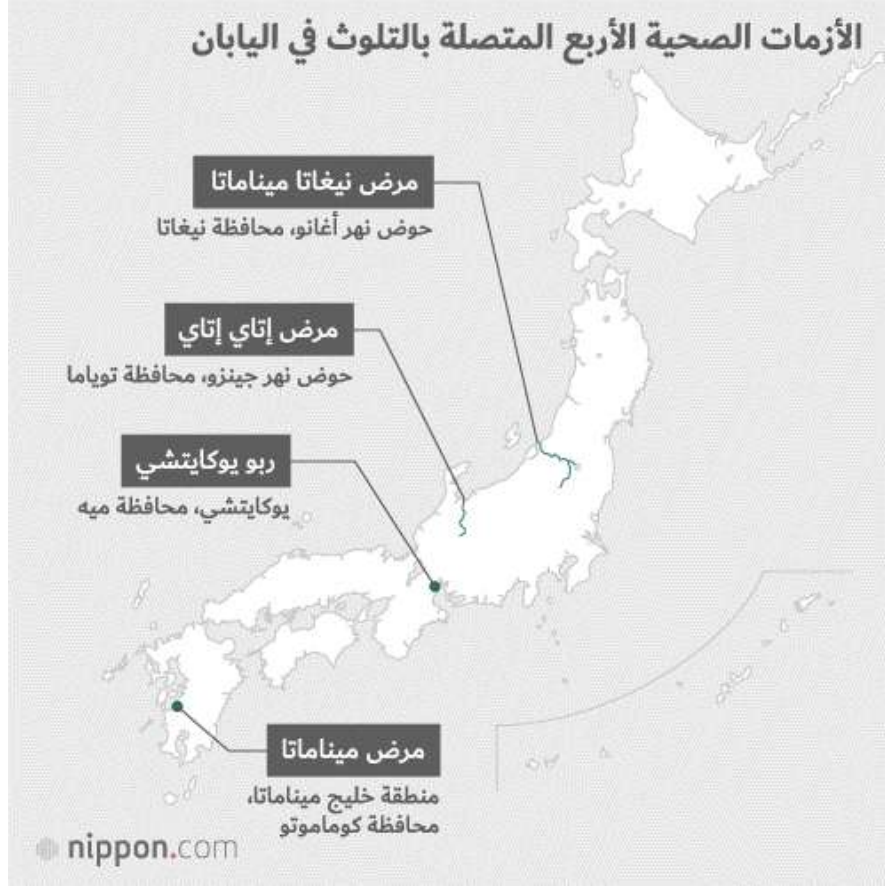 الأزمات الصحية الأربع المتصلة بالتلوث في اليابان
مرض نيغاتا ميناماتا
حوض نهر أغانو، محافظة نيغاتا
مرض إتاي إتاي
حوض نهر جينزو، محافظة توياما
ربو يوكايتشي
يوكايتشي، محافظة ميه
مرض ميناماتا
منطقة خليج ميناماتا،
محافظة كوماموتو
nippon.com